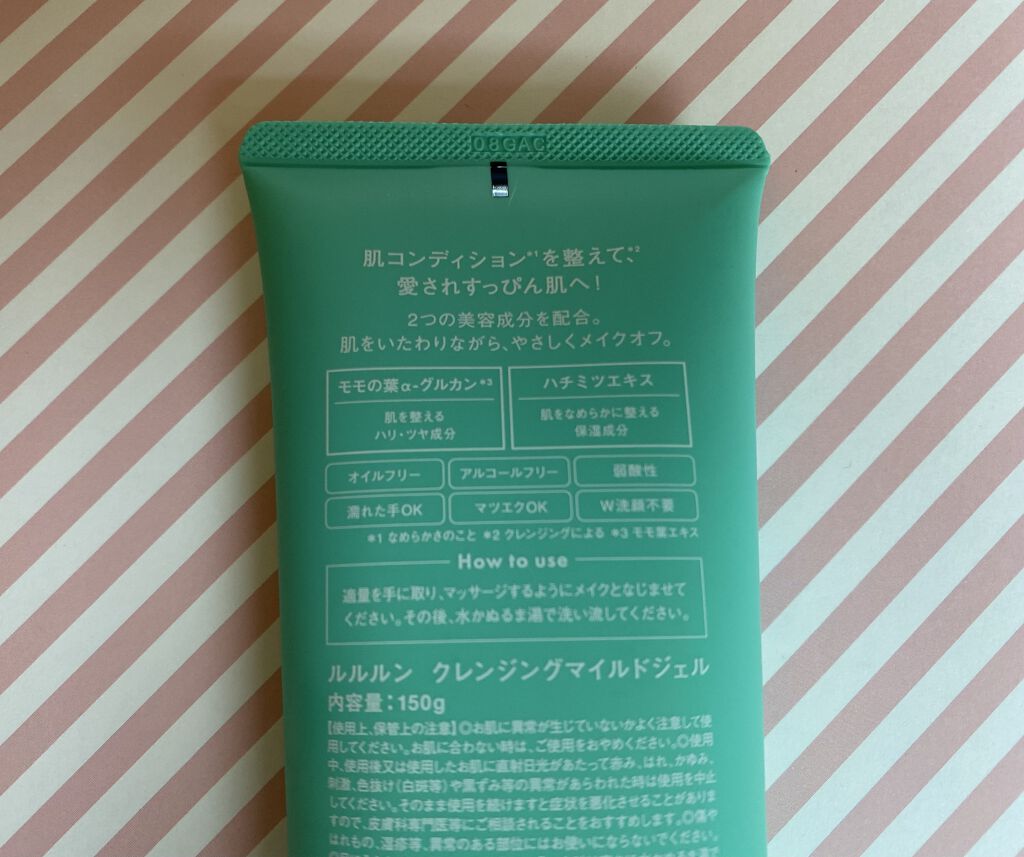 08GAC
肌コンディション*1を整えて、*2
愛されすっぴん肌へ!
2つの美容成分を配合。
肌をいたわりながら、やさしくメイクオフ。
モモの葉α-グルカン*3
肌を整える
ハリ・ツヤ成分
ハチミツエキス
肌をなめらかに整える
保湿成分
オイルフリー
アルコールフリー
弱酸性
濡れた手OK
マツエクOK
W洗顔不要
*1 なめらかさのこと *2 クレンジングによる *3 モモ葉エキス
How to use
適量を手に取り、マッサージするようにメイクとなじませて
ください。その後、水かぬるま湯で洗い流してください。
ルルルン クレンジングマイルドジェル
内容量:150g
【使用上、保管上の注意】◎お肌に異常が生じていないかよく注意して使
用してください。お肌に合わない時は、ご使用をおやめください。◎使用
中、使用後又は使用したお肌に直射日光があたって赤み、はれ、かゆみ、
刺激、色抜け(白斑等)や黒ずみ等の異常があらわれた時は使用を中止
してください。そのまま使用を続けますと症状を悪化させることがありま
すので、皮膚科専門医等にご相談されることをおすすめします。◎傷や
はれもの、湿疹等、異常のある部位にはお使いにならないでください。